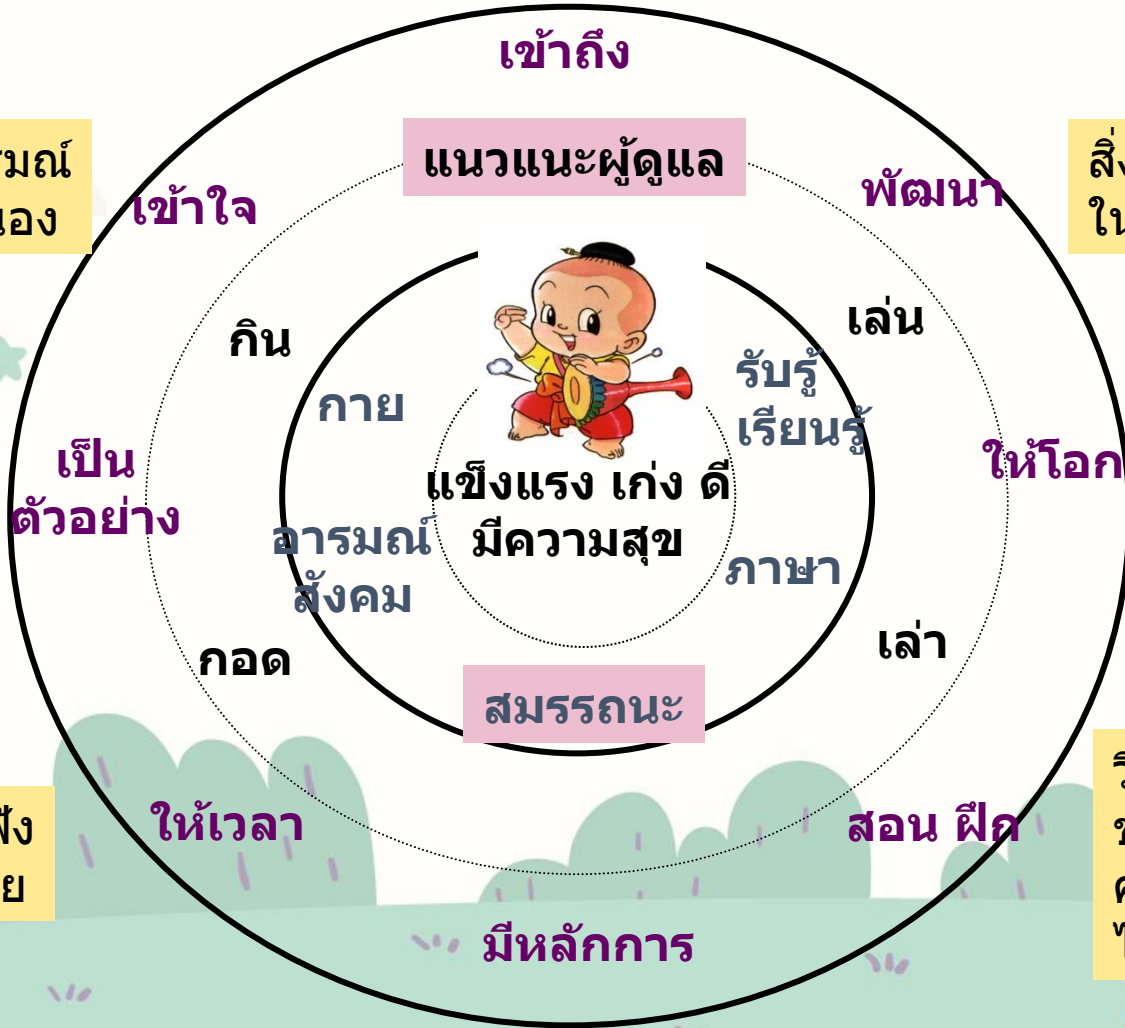 เข้าถึง
แนวแนะผู้ดูแล
เข้าใจ
พัฒนา
กิน
เล่น
กาย
รับรู้
เรียนรู้
เป็น
ตัวอย่าง
ให้โอก
แข็งแรง เก่ง ดี
มีความสุข
อารมณ์
สังคม
ภาษา
กอด
เล่า
สมรรถนะ
ให้เวลา
สอน ฝึก
มีหลักการ